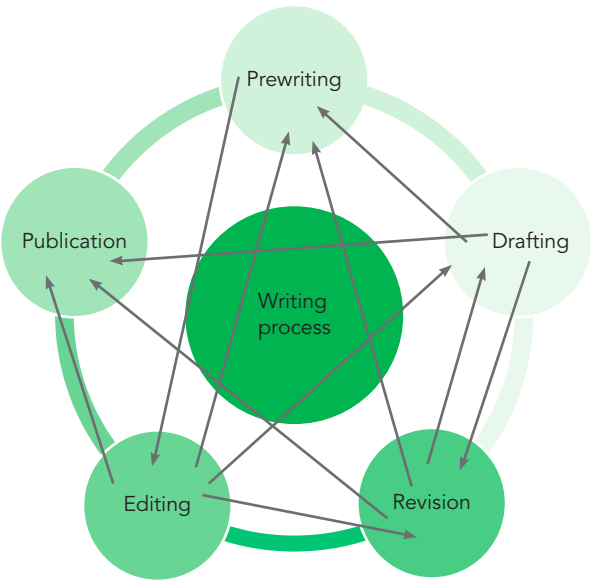 Prewriting
Publication
Drafting
Writing
process
Editing
Revision